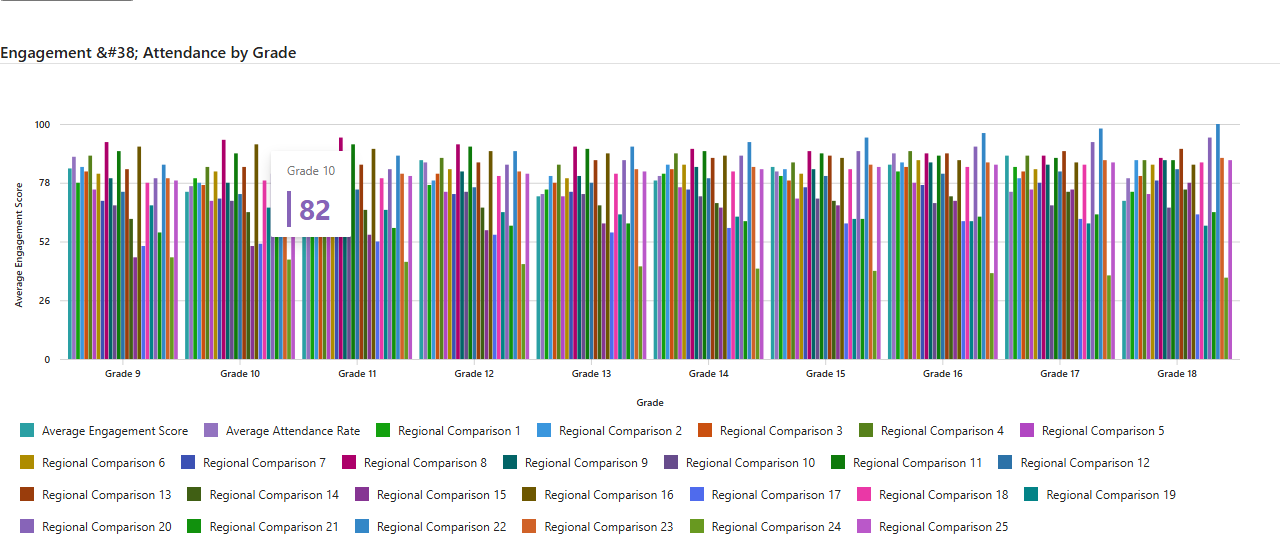 Engagement &#38; Attendance by Grade
100
78
52
26
0
Average Engagement Score
Grade 10
82
Grade 9 Grade 10 Grade 11 Grade 12 Grade 13 Grade 14 Grade 15 Grade 16 Grade 17 Grade 18
Grade
Average Engagement Score Average Attendance Rate Regional Comparison 1 Regional Comparison 2 Regional Comparison 3 Regional Comparison 4 Regional Comparison 5
Regional Comparison 6 Regional Comparison 7 Regional Comparison 8 Regional Comparison 9 Regional Comparison 10 Regional Comparison 11 Regional Comparison 12
Regional Comparison 13 Regional Comparison 14 Regional Comparison 15 Regional Comparison 16 Regional Comparison 17 Regional Comparison 18 Regional Comparison 19
Regional Comparison 20 Regional Comparison 21 Regional Comparison 22 Regional Comparison 23 Regional Comparison 24 Regional Comparison 25